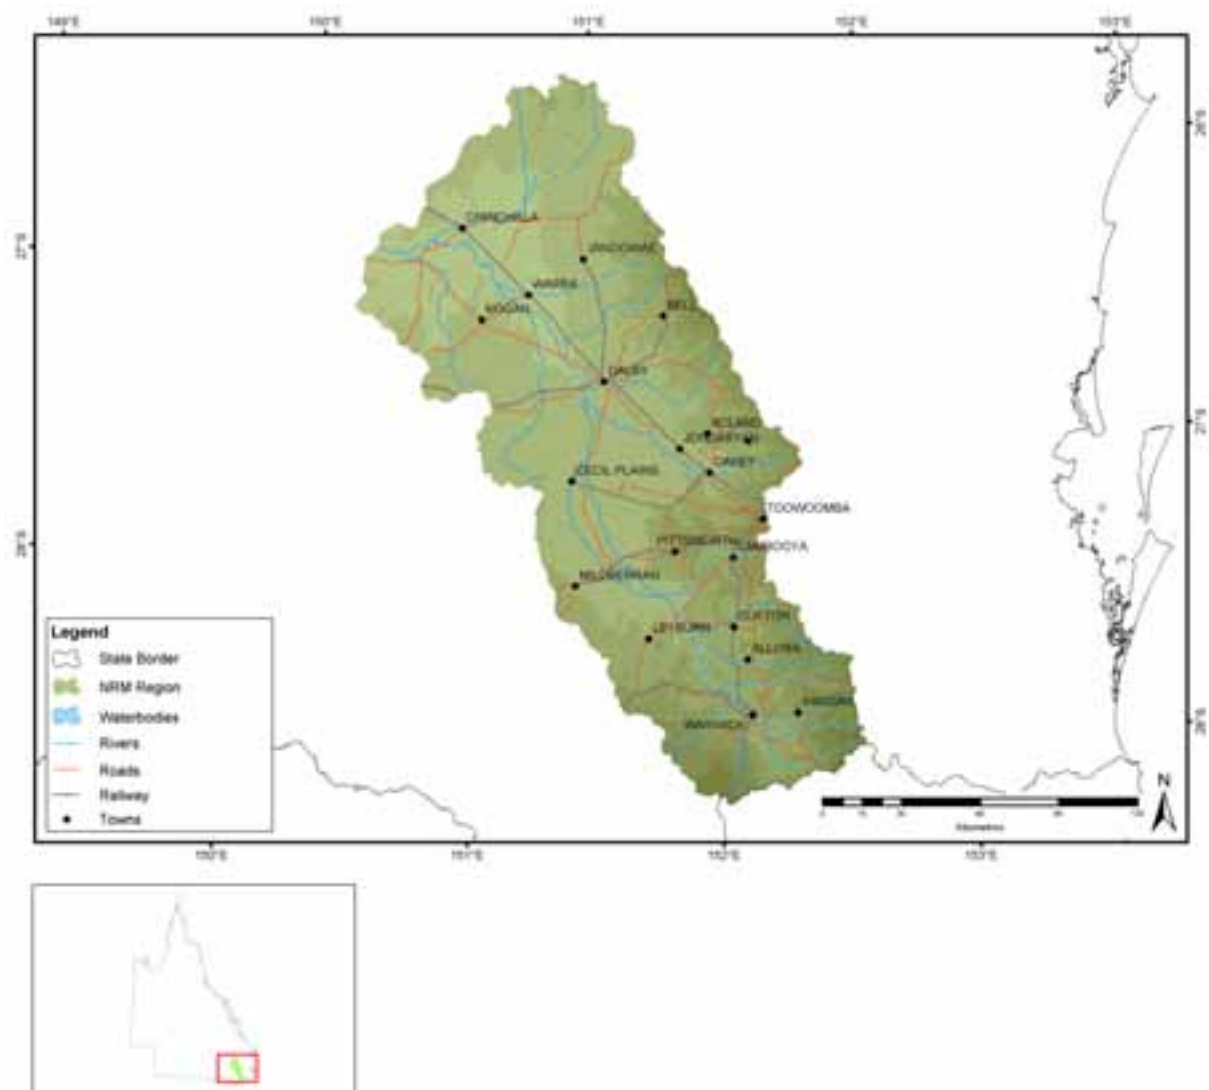 149°E 150°E 151°E 152°E 153°E
26°S
27°S
CHINCHILLA
JANDOWAE
WARRA
KOGAN
BELL
DALBY
27°S
ACLAND
JONDARYAN
OAKEY
CECIL PLAINS
TOOWOOMBA
28°S
PITTSWORTH
CAMBOOYA
MILLMERRAN
CLIFTON
LEYBURN
ALLORA
WARWICK
YANGAN
28°S
Legend
State Border
NRM Region
Waterbodies
Rivers
Roads
Railway
Towns
N
Kilometres
150°E 151°E 152°E 153°E